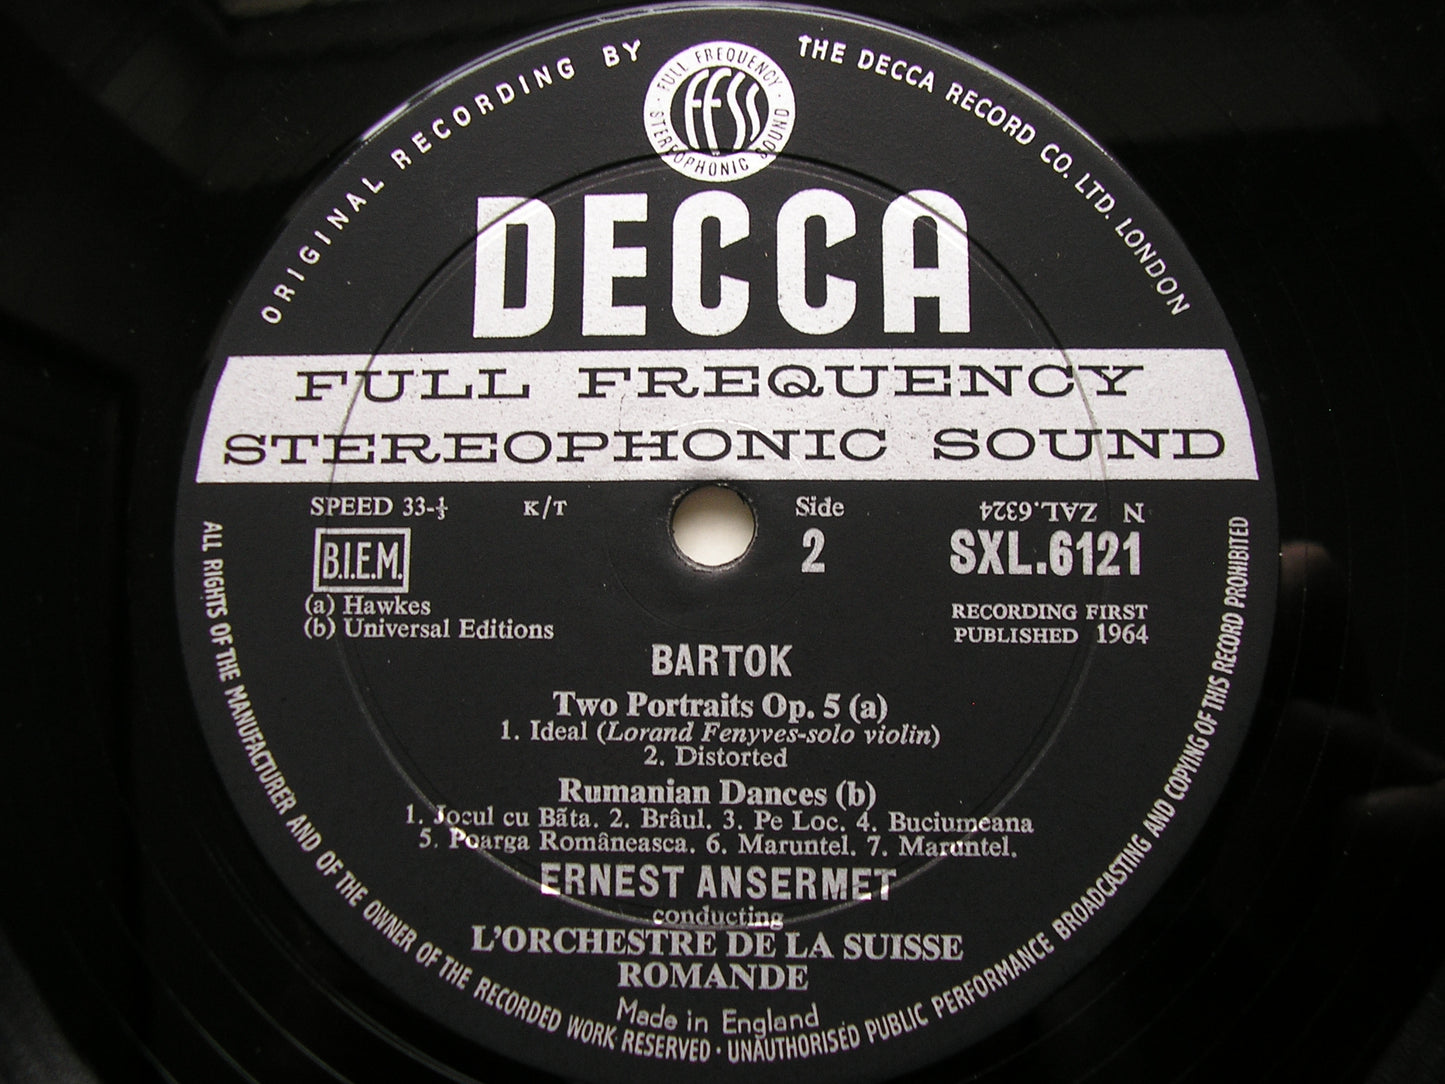 ORIGINAL RECORDING BY
THE DECCA RECORD CO. LTD. LONDON
FULL FREQUENCY
FFSS
STEREOPHONIC SOUND
DECCA
FULL FREQUENCY
STEREOPHONIC SOUND
SPEED 33-⅓ K/T Side N ZAL.6324
2 SXL.6121
B.I.E.M.
(a) Hawkes
(b) Universal Editions
RECORDING FIRST
PUBLISHED 1964
BARTOK
Two Portraits Op. 5 (a)
1. Ideal (Lorand Fenyves-solo violin)
2. Distorted
Rumanian Dances (b)
1. Jocul cu Bãta. 2. Brâul. 3. Pe Loc. 4. Buciumeana
5. Poarga Româneasca. 6. Maruntel. 7. Maruntel.
ERNEST ANSERMET
conducting
L'ORCHESTRE DE LA SUISSE
ROMANDE
Made in England
ALL RIGHTS OF THE MANUFACTURER AND OF THE OWNER OF THE RECORDED WORK RESERVED · UNAUTHORISED PUBLIC PERFORMANCE BROADCASTING AND COPYING OF THIS RECORD PROHIBITED